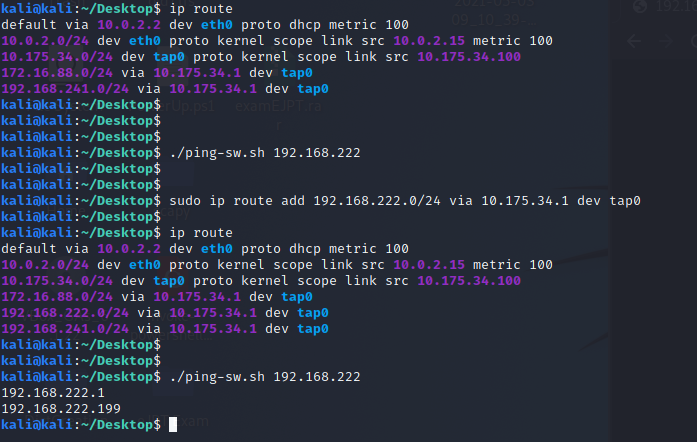 kali@kali:~/Desktop$ ip route
default via 10.0.2.2 dev eth0 proto dhcp metric 100
10.0.2.0/24 dev eth0 proto kernel scope link src 10.0.2.15 metric 100
10.175.34.0/24 dev tap0 proto kernel scope link src 10.175.34.100
172.16.88.0/24 via 10.175.34.1 dev tap0
192.168.241.0/24 via 10.175.34.1 dev tap0
kali@kali:~/Desktop$
kali@kali:~/Desktop$
kali@kali:~/Desktop$
kali@kali:~/Desktop$ ./ping-sw.sh 192.168.222
kali@kali:~/Desktop$
kali@kali:~/Desktop$
kali@kali:~/Desktop$ sudo ip route add 192.168.222.0/24 via 10.175.34.1 dev tap0
kali@kali:~/Desktop$
kali@kali:~/Desktop$ ip route
default via 10.0.2.2 dev eth0 proto dhcp metric 100
10.0.2.0/24 dev eth0 proto kernel scope link src 10.0.2.15 metric 100
10.175.34.0/24 dev tap0 proto kernel scope link src 10.175.34.100
172.16.88.0/24 via 10.175.34.1 dev tap0
192.168.222.0/24 via 10.175.34.1 dev tap0
192.168.241.0/24 via 10.175.34.1 dev tap0
kali@kali:~/Desktop$
kali@kali:~/Desktop$
kali@kali:~/Desktop$ ./ping-sw.sh 192.168.222
192.168.222.1
192.168.222.199
kali@kali:~/Desktop$